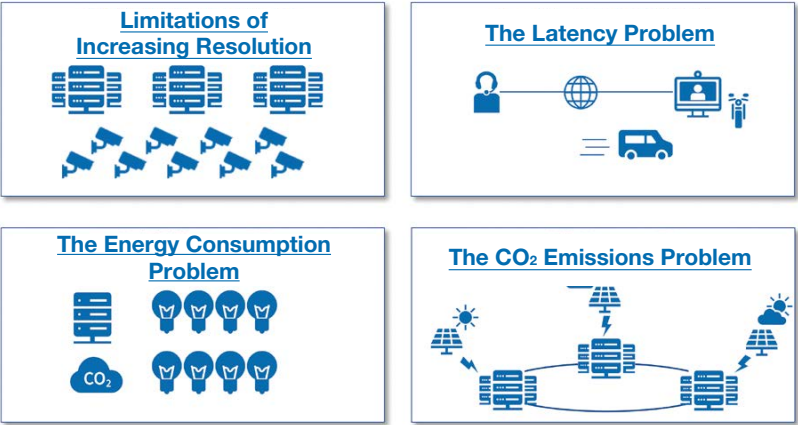 Limitations of
Increasing Resolution
The Latency Problem
The Energy Consumption
Problem
CO₂
The CO₂ Emissions Problem